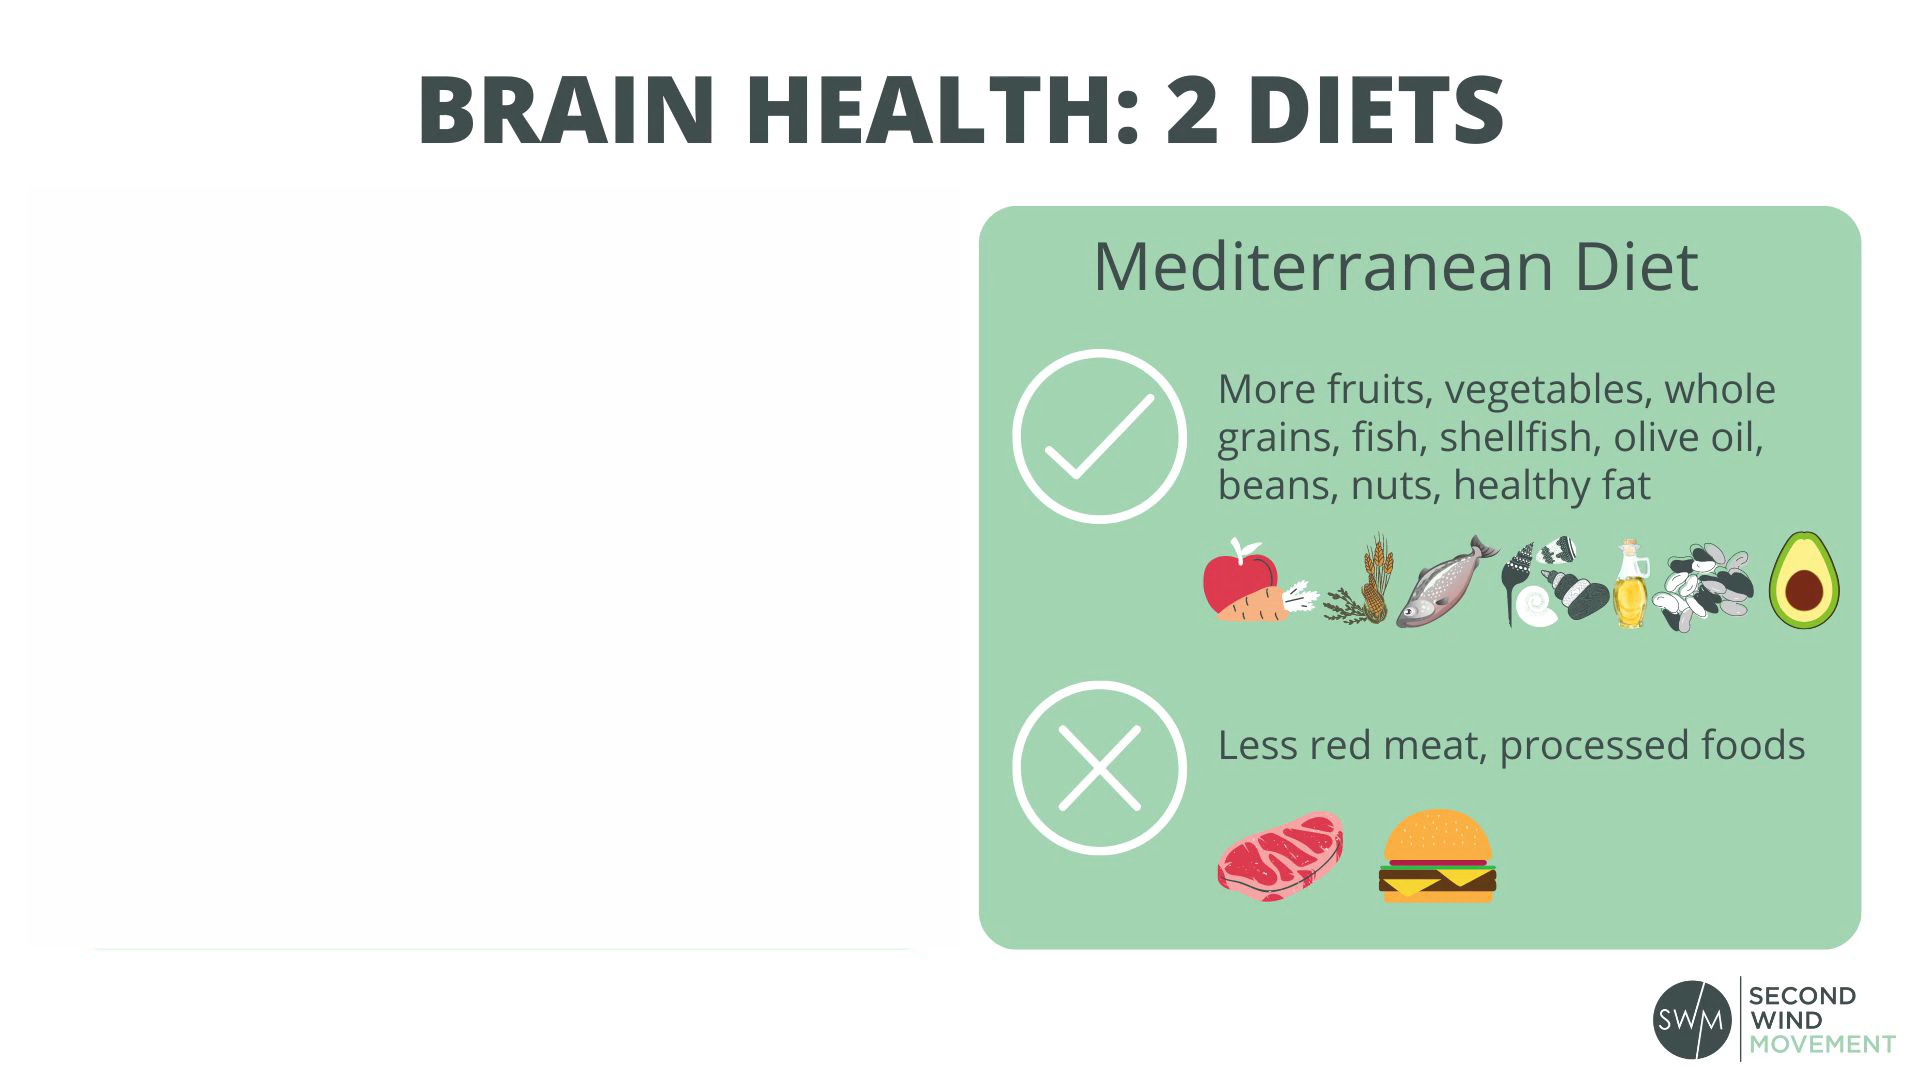 BRAIN HEALTH: 2 DIETS
Mediterranean Diet
More fruits, vegetables, whole
grains, fish, shellfish, olive oil,
beans, nuts, healthy fat
Less red meat, processed foods
SWM
SECOND
WIND
MOVEMENT